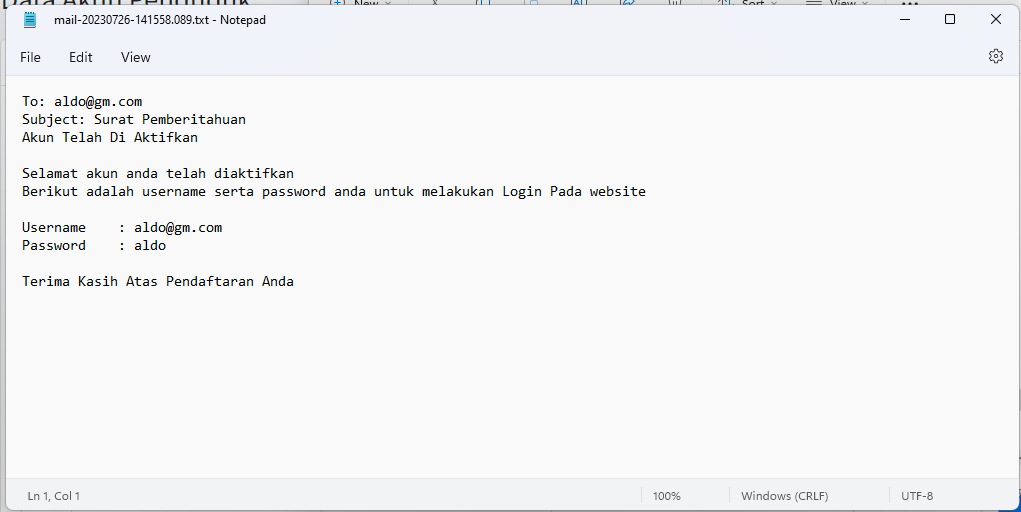 mail-20230726-141558.089.txt - Notepad
File Edit View
To: aldo@gm.com
Subject: Surat Pemberitahuan
Akun Telah Di Aktifkan
Selamat akun anda telah diaktifkan
Berikut adalah username serta password anda untuk melakukan Login Pada website
Username : aldo@gm.com
Password : aldo
Terima Kasih Atas Pendaftaran Anda
Ln 1, Col 1 100% Windows (CRLF) UTF-8